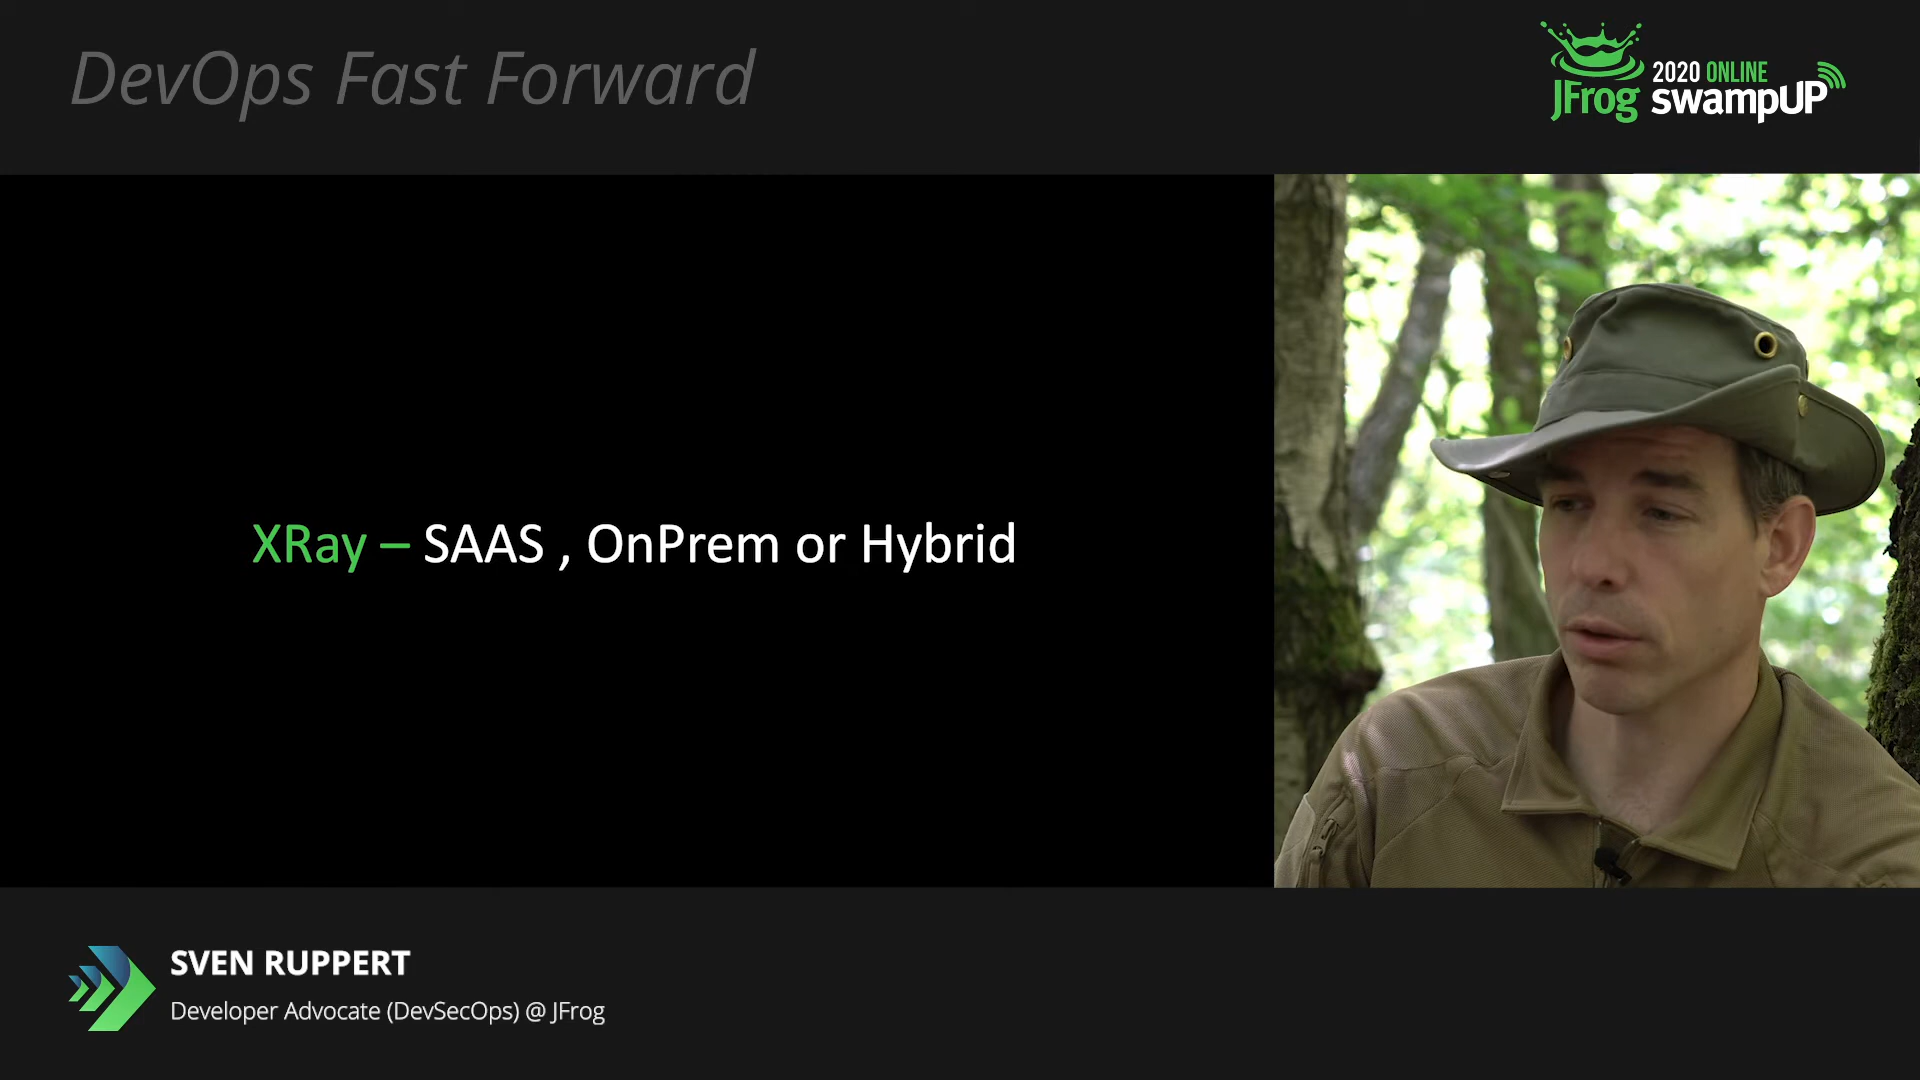 DevOps Fast Forward
2020 ONLINE
JFrog swampUP
XRay – SAAS , OnPrem or Hybrid
SVEN RUPPERT
Developer Advocate (DevSecOps) @ JFrog